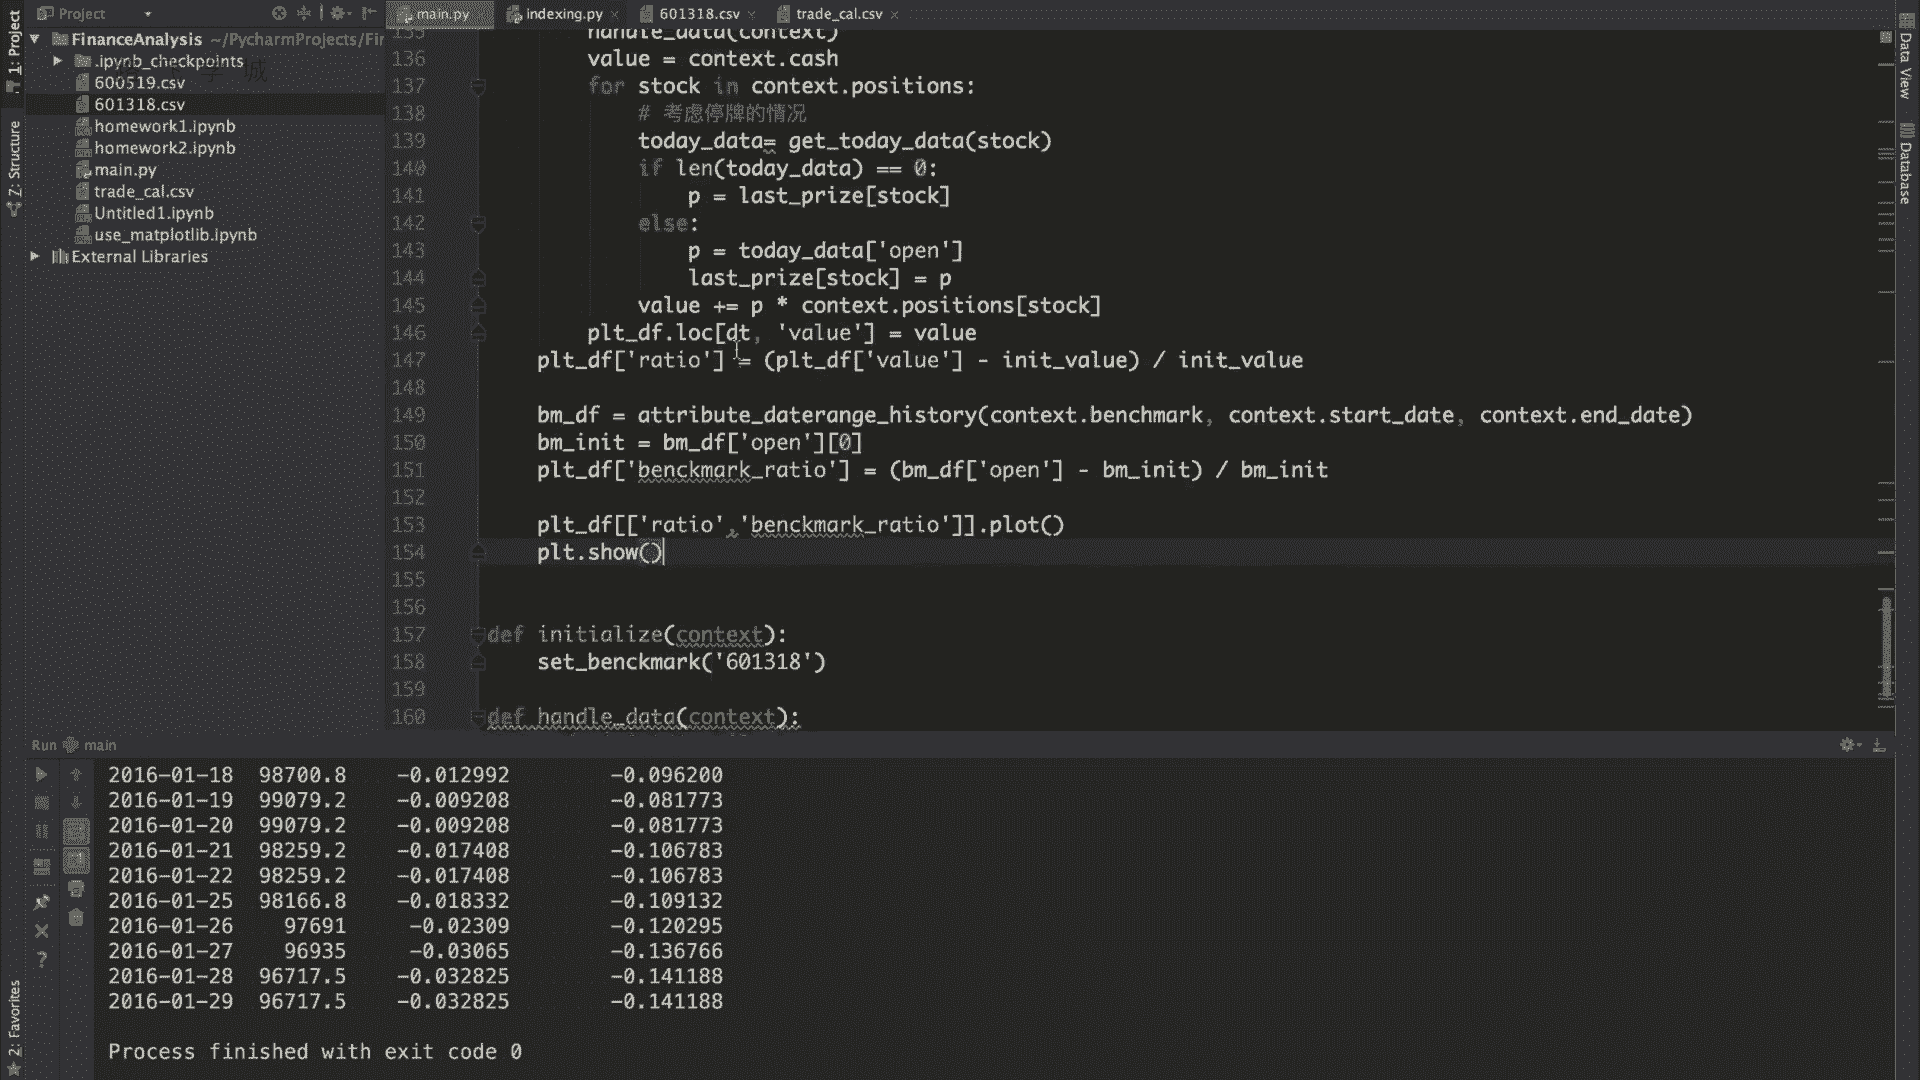 Project
main.py
indexing.py
601318.csv
trade_cal.csv
1: Project
Z: Structure
2: Favorites
Data View
Database
FinanceAnalysis ~/PycharmProjects/Fir
.ipynb_checkpoints
600519.csv
601318.csv
homework1.ipynb
homework2.ipynb
main.py
trade_cal.csv
Untitled1.ipynb
use_matplotlib.ipynb
External Libraries
135 handle_data(context)
136 value = context.cash
137 for stock in context.positions:
138 # 考虑停牌的情况
139 today_data= get_today_data(stock)
140 if len(today_data) == 0:
141 p = last_prize[stock]
142 else:
143 p = today_data['open']
144 last_prize[stock] = p
145 value += p * context.positions[stock]
146 plt_df.loc[dt, 'value'] = value
147 plt_df['ratio'] = (plt_df['value'] - init_value) / init_value
148
149 bm_df = attribute_daterange_history(context.benchmark, context.start_date, context.end_date)
150 bm_init = bm_df['open'][0]
151 plt_df['benckmark_ratio'] = (bm_df['open'] - bm_init) / bm_init
152
153 plt_df[['ratio','benckmark_ratio']].plot()
154 plt.show()
155
156
157 def initialize(context):
158 set_benckmark('601318')
159
160 def handle_data(context):
Run main
2016-01-18 98700.8 -0.012992 -0.096200
2016-01-19 99079.2 -0.009208 -0.081773
2016-01-20 99079.2 -0.009208 -0.081773
2016-01-21 98259.2 -0.017408 -0.106783
2016-01-22 98259.2 -0.017408 -0.106783
2016-01-25 98166.8 -0.018332 -0.109132
2016-01-26 97691 -0.02309 -0.120295
2016-01-27 96935 -0.03065 -0.136766
2016-01-28 96717.5 -0.032825 -0.141188
2016-01-29 96717.5 -0.032825 -0.141188
Process finished with exit code 0